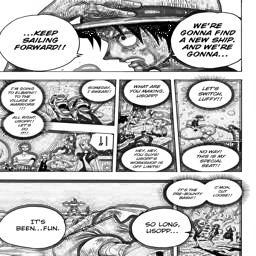 WE'RE
GONNA FIND
A NEW SHIP.
AND WE'RE
GONNA...
...KEEP
SAILING
FORWARD!!
LET'S
SWITCH,
LUFFY!!
NO WAY!
THIS IS MY
SPECIAL
SEAT!!
WHAT ARE
YOU MAKING,
USOPP?
HEY, HEY,
YOU GUYS!
USOPP'S
WORKSHOP IS
OFF LIMITS!
SOMEDAY,
I SWEAR!!
I'M GOING
TO ELBAPH!!
TO THE
VILLAGE OF
WARRIORS
!!!
ALL RIGHT,
USOPP!!
LET'S
DO
IT!!
C'MON,
CUT
LOOSE!!
IT'S THE
PRE-BOUNTY
BASH!!
SO LONG,
USOPP...
IT'S
BEEN...FUN.